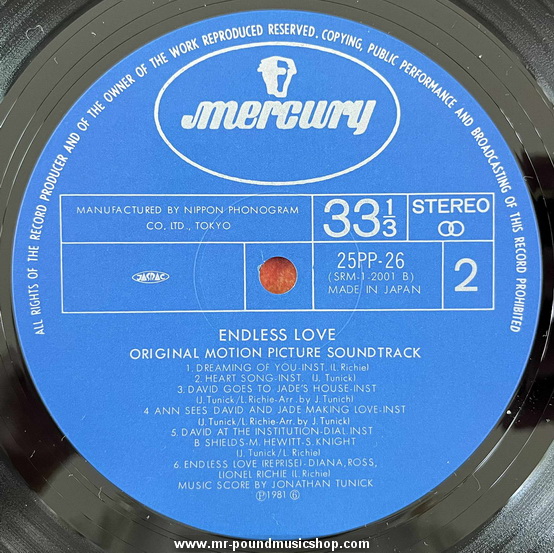 ALL RIGHTS OF THE RECORD PRODUCER AND OF THE OWNER OF THE WORK REPRODUCED RESERVED. COPYING, PUBLIC PERFORMANCE AND BROADCASTING OF THIS RECORD PROHIBITED
mercury
MANUFACTURED BY NIPPON PHONOGRAM
CO. LTD., TOKYO
33 1/3
STEREO
JASRAC
25PP-26
(SRM-1-2001 B)
MADE IN JAPAN
2
ENDLESS LOVE
ORIGINAL MOTION PICTURE SOUNDTRACK
1. DREAMING OF YOU-INST. (L Richie)
2. HEART SONG-INST. (J. Tunick)
3. DAVID GOES TO JADE'S HOUSE-INST
(J.Tunick/L.Richie-Arr. by J.Tunich)
4 ANN SEES DAVID AND JADE MAKING LOVE-INST
(J.Tunick/L.Richie-Arr. by J.Tunick)
5. DAVID AT THE INSTITUTION-DIAL.INST
B SHIELDS-M. HEWITT-S.KNIGHT
(J.Tunick/L.Richie)
6. ENDLESS LOVE (REPRISE)-DIANA,ROSS,
LIONEL RICHIE (L.Richie)
MUSIC SCORE BY JONATHAN TUNICK
Ⓟ1981 ⑥
www.mr-poundmusicshop.com